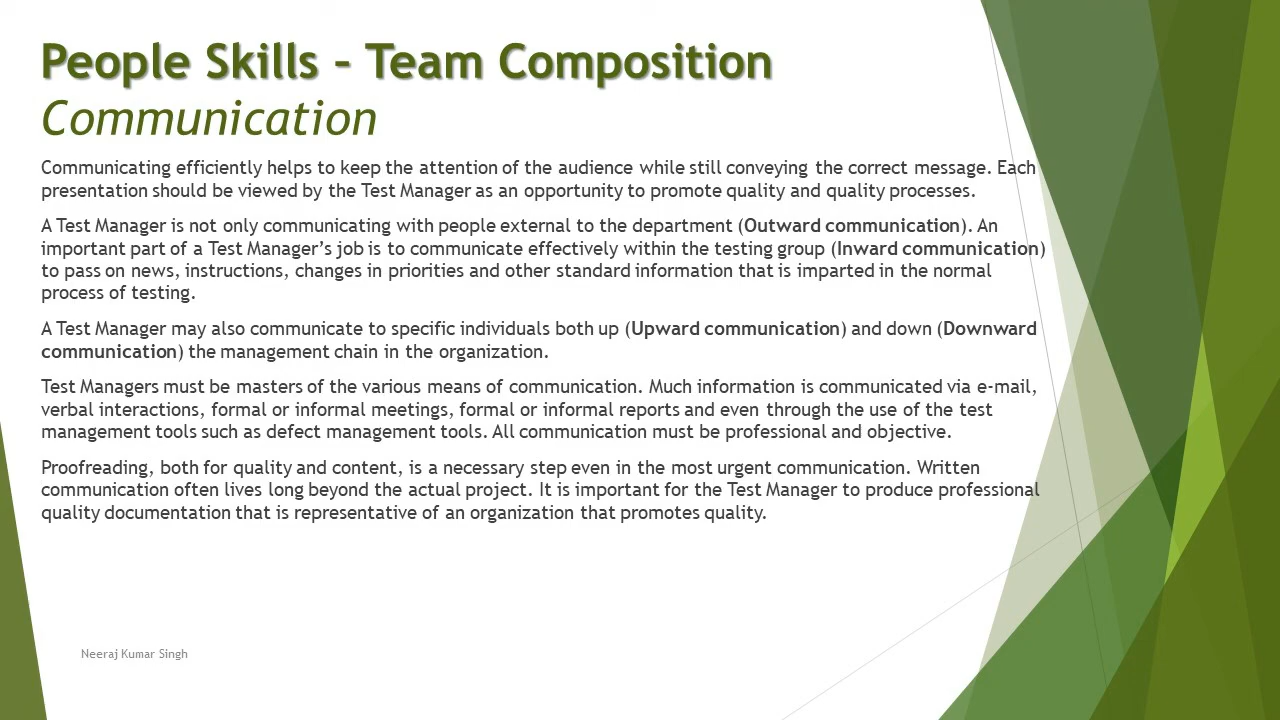 People Skills – Team Composition
Communication
Communicating efficiently helps to keep the attention of the audience while still conveying the correct message. Each
presentation should be viewed by the Test Manager as an opportunity to promote quality and quality processes.
A Test Manager is not only communicating with people external to the department (Outward communication). An
important part of a Test Manager’s job is to communicate effectively within the testing group (Inward communication)
to pass on news, instructions, changes in priorities and other standard information that is imparted in the normal
process of testing.
A Test Manager may also communicate to specific individuals both up (Upward communication) and down (Downward
communication) the management chain in the organization.
Test Managers must be masters of the various means of communication. Much information is communicated via e-mail,
verbal interactions, formal or informal meetings, formal or informal reports and even through the use of the test
management tools such as defect management tools. All communication must be professional and objective.
Proofreading, both for quality and content, is a necessary step even in the most urgent communication. Written
communication often lives long beyond the actual project. It is important for the Test Manager to produce professional
quality documentation that is representative of an organization that promotes quality.
Neeraj Kumar Singh